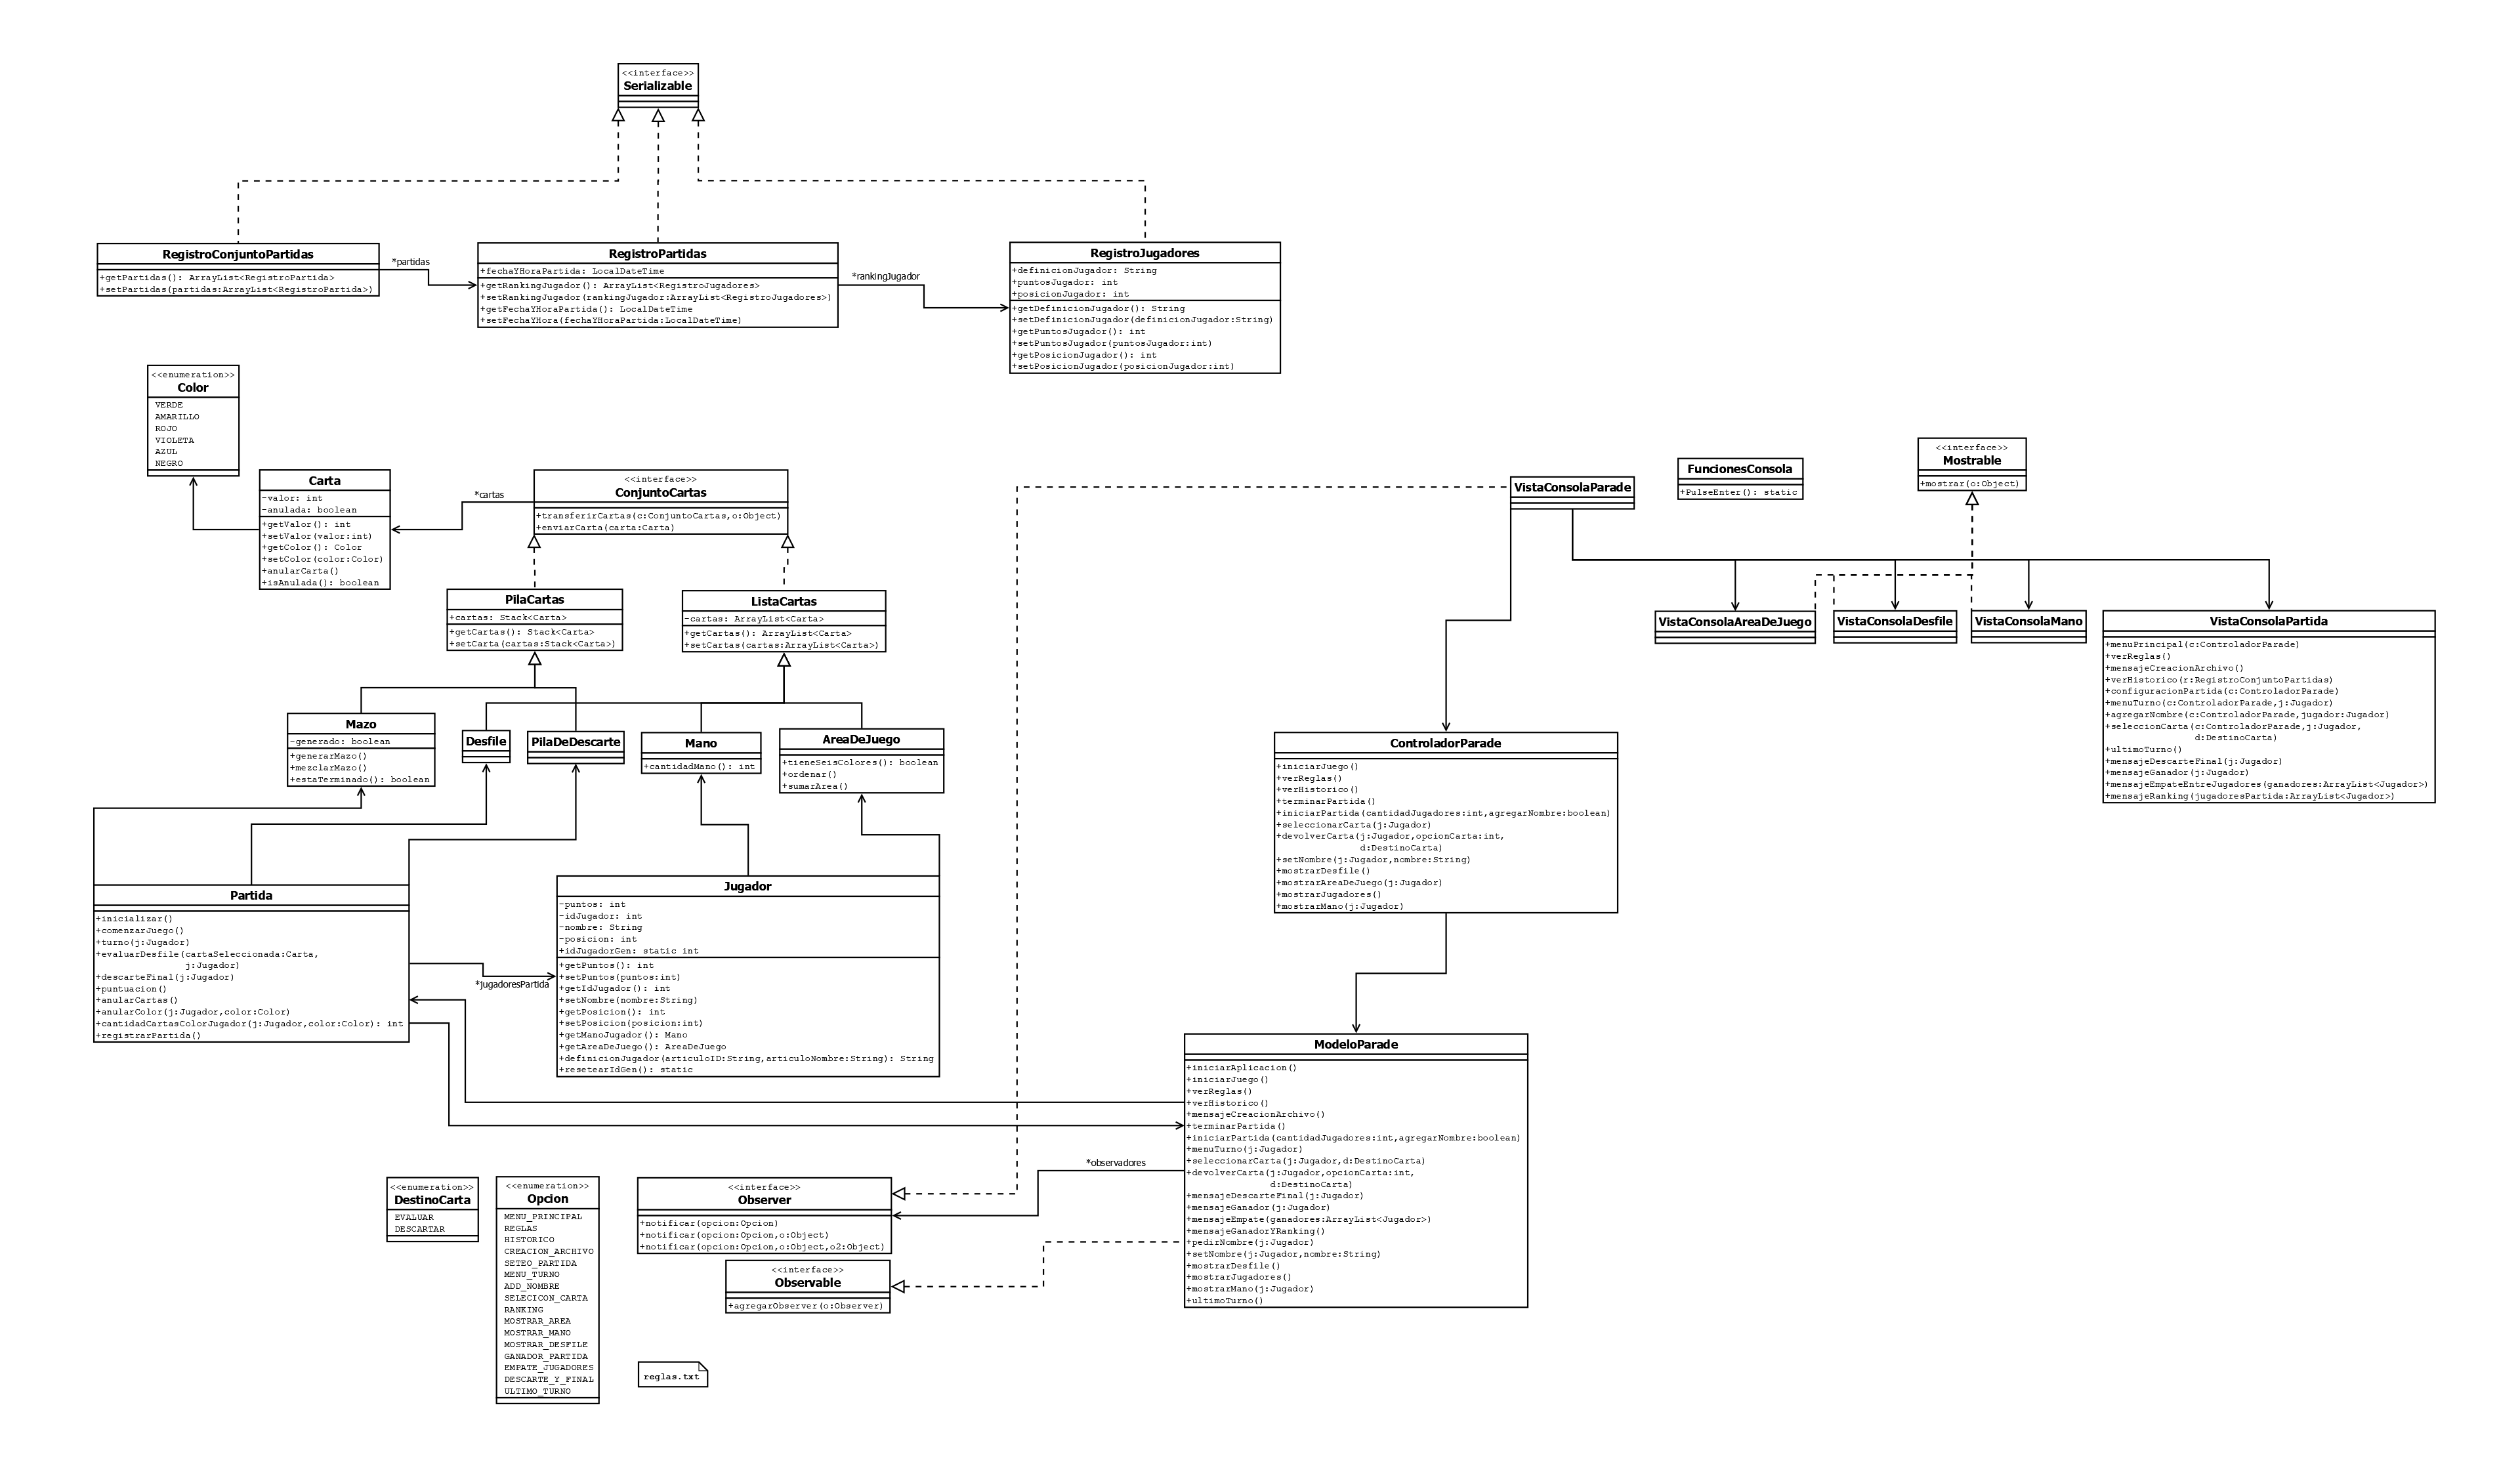 <<interface>>
Serializable
RegistroConjuntoPartidas
+getPartidas(): ArrayList<RegistroPartida>
+setPartidas(partidas:ArrayList<RegistroPartida>)
*partidas
RegistroPartidas
+fechaYHoraPartida: LocalDateTime
+getRankingJugador(): ArrayList<RegistroJugadores>
+setRankingJugador(rankingJugador:ArrayList<RegistroJugadores>)
+getFechaYHoraPartida(): LocalDateTime
+setFechaYHora(fechaYHoraPartida:LocalDateTime)
*rankingJugador
RegistroJugadores
+definicionJugador: String
+puntosJugador: int
+posicionJugador: int
+getDefinicionJugador(): String
+setDefinicionJugador(definicionJugador:String)
+getPuntosJugador(): int
+setPuntosJugador(puntosJugador:int)
+getPosicionJugador(): int
+setPosicionJugador(posicionJugador:int)
<<enumeration>>
Color
VERDE
AMARILLO
ROJO
VIOLETA
AZUL
NEGRO
Carta
-valor: int
-anulada: boolean
+getValor(): int
+setValor(valor:int)
+getColor(): Color
+setColor(color:Color)
+anularCarta()
+isAnulada(): boolean
*cartas
<<interface>>
ConjuntoCartas
+transferirCartas(c:ConjuntoCartas,o:Object)
+enviarCarta(carta:Carta)
PilaCartas
+cartas: Stack<Carta>
+getCartas(): Stack<Carta>
+setCarta(cartas:Stack<Carta>)
ListaCartas
-cartas: ArrayList<Carta>
+getCartas(): ArrayList<Carta>
+setCartas(cartas:ArrayList<Carta>)
Mazo
-generado: boolean
+generarMazo()
+mezclarMazo()
+estaTerminado(): boolean
Desfile
PilaDeDescarte
Mano
+cantidadMano(): int
AreaDeJuego
+tieneSeisColores(): boolean
+ordenar()
+sumarArea()
Partida
+inicializar()
+comenzarJuego()
+turno(j:Jugador)
+evaluarDesfile(cartaSeleccionada:Carta,
j:Jugador)
+descarteFinal(j:Jugador)
+puntuacion()
+anularCartas()
+anularColor(j:Jugador,color:Color)
+cantidadCartasColorJugador(j:Jugador,color:Color): int
+registrarPartida()
*jugadoresPartida
Jugador
-puntos: int
-idJugador: int
-nombre: String
-posicion: int
+idJugadorGen: static int
+getPuntos(): int
+setPuntos(puntos:int)
+getIdJugador(): int
+setNombre(nombre:String)
+getPosicion(): int
+setPosicion(posicion:int)
+getManoJugador(): Mano
+getAreaDeJuego(): AreaDeJuego
+definicionJugador(articuloID:String,articuloNombre:String): String
+resetearIdGen(): static
VistaConsolaParade
FuncionesConsola
+PulseEnter(): static
<<interface>>
Mostrable
+mostrar(o:Object)
VistaConsolaAreaDeJuego
VistaConsolaDesfile
VistaConsolaMano
VistaConsolaPartida
+menuPrincipal(c:ControladorParade)
+verReglas()
+mensajeCreacionArchivo()
+verHistorico(r:RegistroConjuntoPartidas)
+configuracionPartida(c:ControladorParade)
+menuTurno(c:ControladorParade,j:Jugador)
+agregarNombre(c:ControladorParade,jugador:Jugador)
+seleccionCarta(c:ControladorParade,j:Jugador,
d:DestinoCarta)
+ultimoTurno()
+mensajeDescarteFinal(j:Jugador)
+mensajeGanador(j:Jugador)
+mensajeEmpateEntreJugadores(ganadores:ArrayList<Jugador>)
+mensajeRanking(jugadoresPartida:ArrayList<Jugador>)
ControladorParade
+iniciarJuego()
+verReglas()
+verHistorico()
+terminarPartida()
+iniciarPartida(cantidadJugadores:int,agregarNombre:boolean)
+seleccionarCarta(j:Jugador)
+devolverCarta(j:Jugador,opcionCarta:int,
d:DestinoCarta)
+setNombre(j:Jugador,nombre:String)
+mostrarDesfile()
+mostrarAreaDeJuego(j:Jugador)
+mostrarJugadores()
+mostrarMano(j:Jugador)
ModeloParade
+iniciarAplicacion()
+iniciarJuego()
+verReglas()
+verHistorico()
+mensajeCreacionArchivo()
+terminarPartida()
+iniciarPartida(cantidadJugadores:int,agregarNombre:boolean)
+menuTurno(j:Jugador)
+seleccionarCarta(j:Jugador,d:DestinoCarta)
+devolverCarta(j:Jugador,opcionCarta:int,
d:DestinoCarta)
+mensajeDescarteFinal(j:Jugador)
+mensajeGanador(j:Jugador)
+mensajeEmpate(ganadores:ArrayList<Jugador>)
+mensajeGanadorYRanking()
+pedirNombre(j:Jugador)
+setNombre(j:Jugador,nombre:String)
+mostrarDesfile()
+mostrarJugadores()
+mostrarMano(j:Jugador)
+ultimoTurno()
*observadores
<<enumeration>>
DestinoCarta
EVALUAR
DESCARTAR
<<enumeration>>
Opcion
MENU_PRINCIPAL
REGLAS
HISTORICO
CREACION_ARCHIVO
SETEO_PARTIDA
MENU_TURNO
ADD_NOMBRE
SELECICON_CARTA
RANKING
MOSTRAR_AREA
MOSTRAR_MANO
MOSTRAR_DESFILE
GANADOR_PARTIDA
EMPATE_JUGADORES
DESCARTE_Y_FINAL
ULTIMO_TURNO
<<interface>>
Observer
+notificar(opcion:Opcion)
+notificar(opcion:Opcion,o:Object)
+notificar(opcion:Opcion,o:Object,o2:Object)
<<interface>>
Observable
+agregarObserver(o:Observer)
reglas.txt